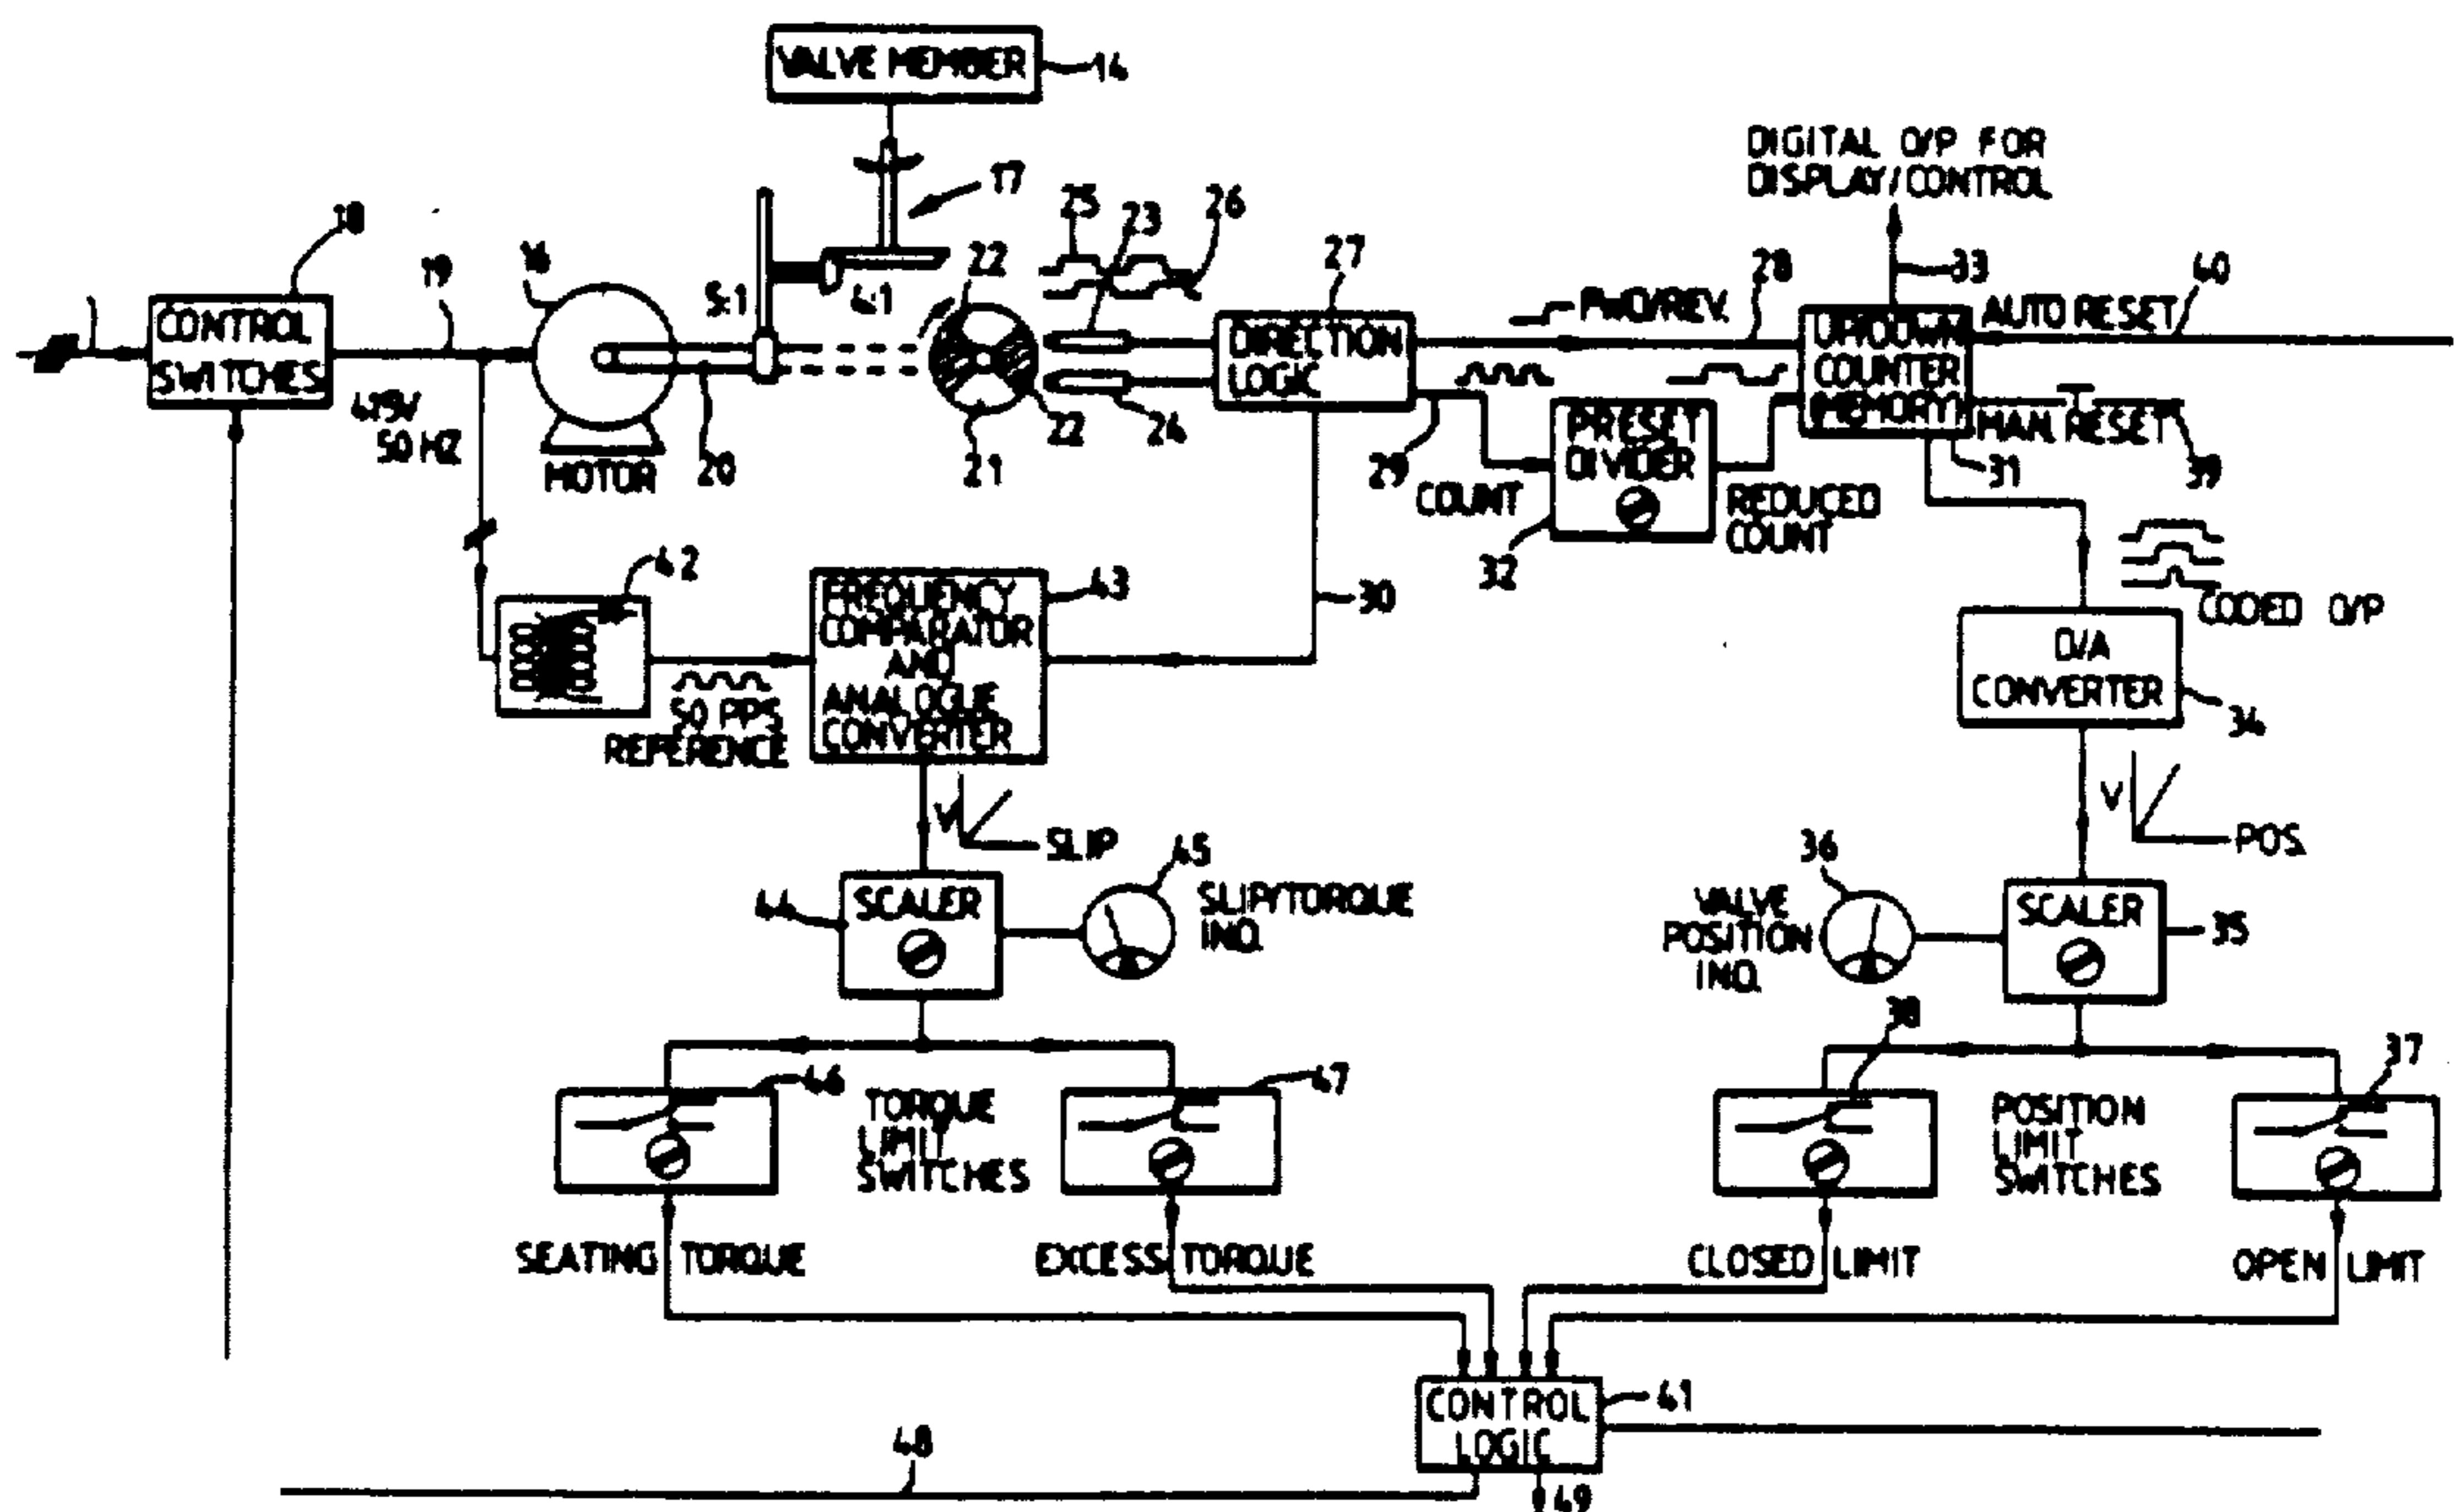 VALVE MEMBER
14
17
DIGITAL O/P FOR
DISPLAY/CONTROL
18
19
16
5:1
4:1
22
25
23
26
27
28
33
40
CONTROL
SWITCHES
415V
50 HZ
MOTOR
20
21
22
24
DIRECTION
LOGIC
FWD/REV.
UP/DOWN
COUNTER
(MEMORY)
AUTO RESET
MAN. RESET
39
31
29
COUNT
PRESET
DIVIDER
32
REDUCED
COUNT
30
42
50 PPS
REFERENCE
FREQUENCY
COMPARATOR
AND
ANALOGUE
CONVERTER
43
CODED O/P
D/A
CONVERTER
34
V
SLIP
V
POS.
44
SCALER
45
SLIP/TORQUE
IND.
36
VALVE
POSITION
IND.
SCALER
35
46
TORQUE
LIMIT
SWITCHES
47
38
POSITION
LIMIT
SWITCHES
37
SEATING TORQUE
EXCESS TORQUE
CLOSED LIMIT
OPEN LIMIT
CONTROL
LOGIC
41
48
49